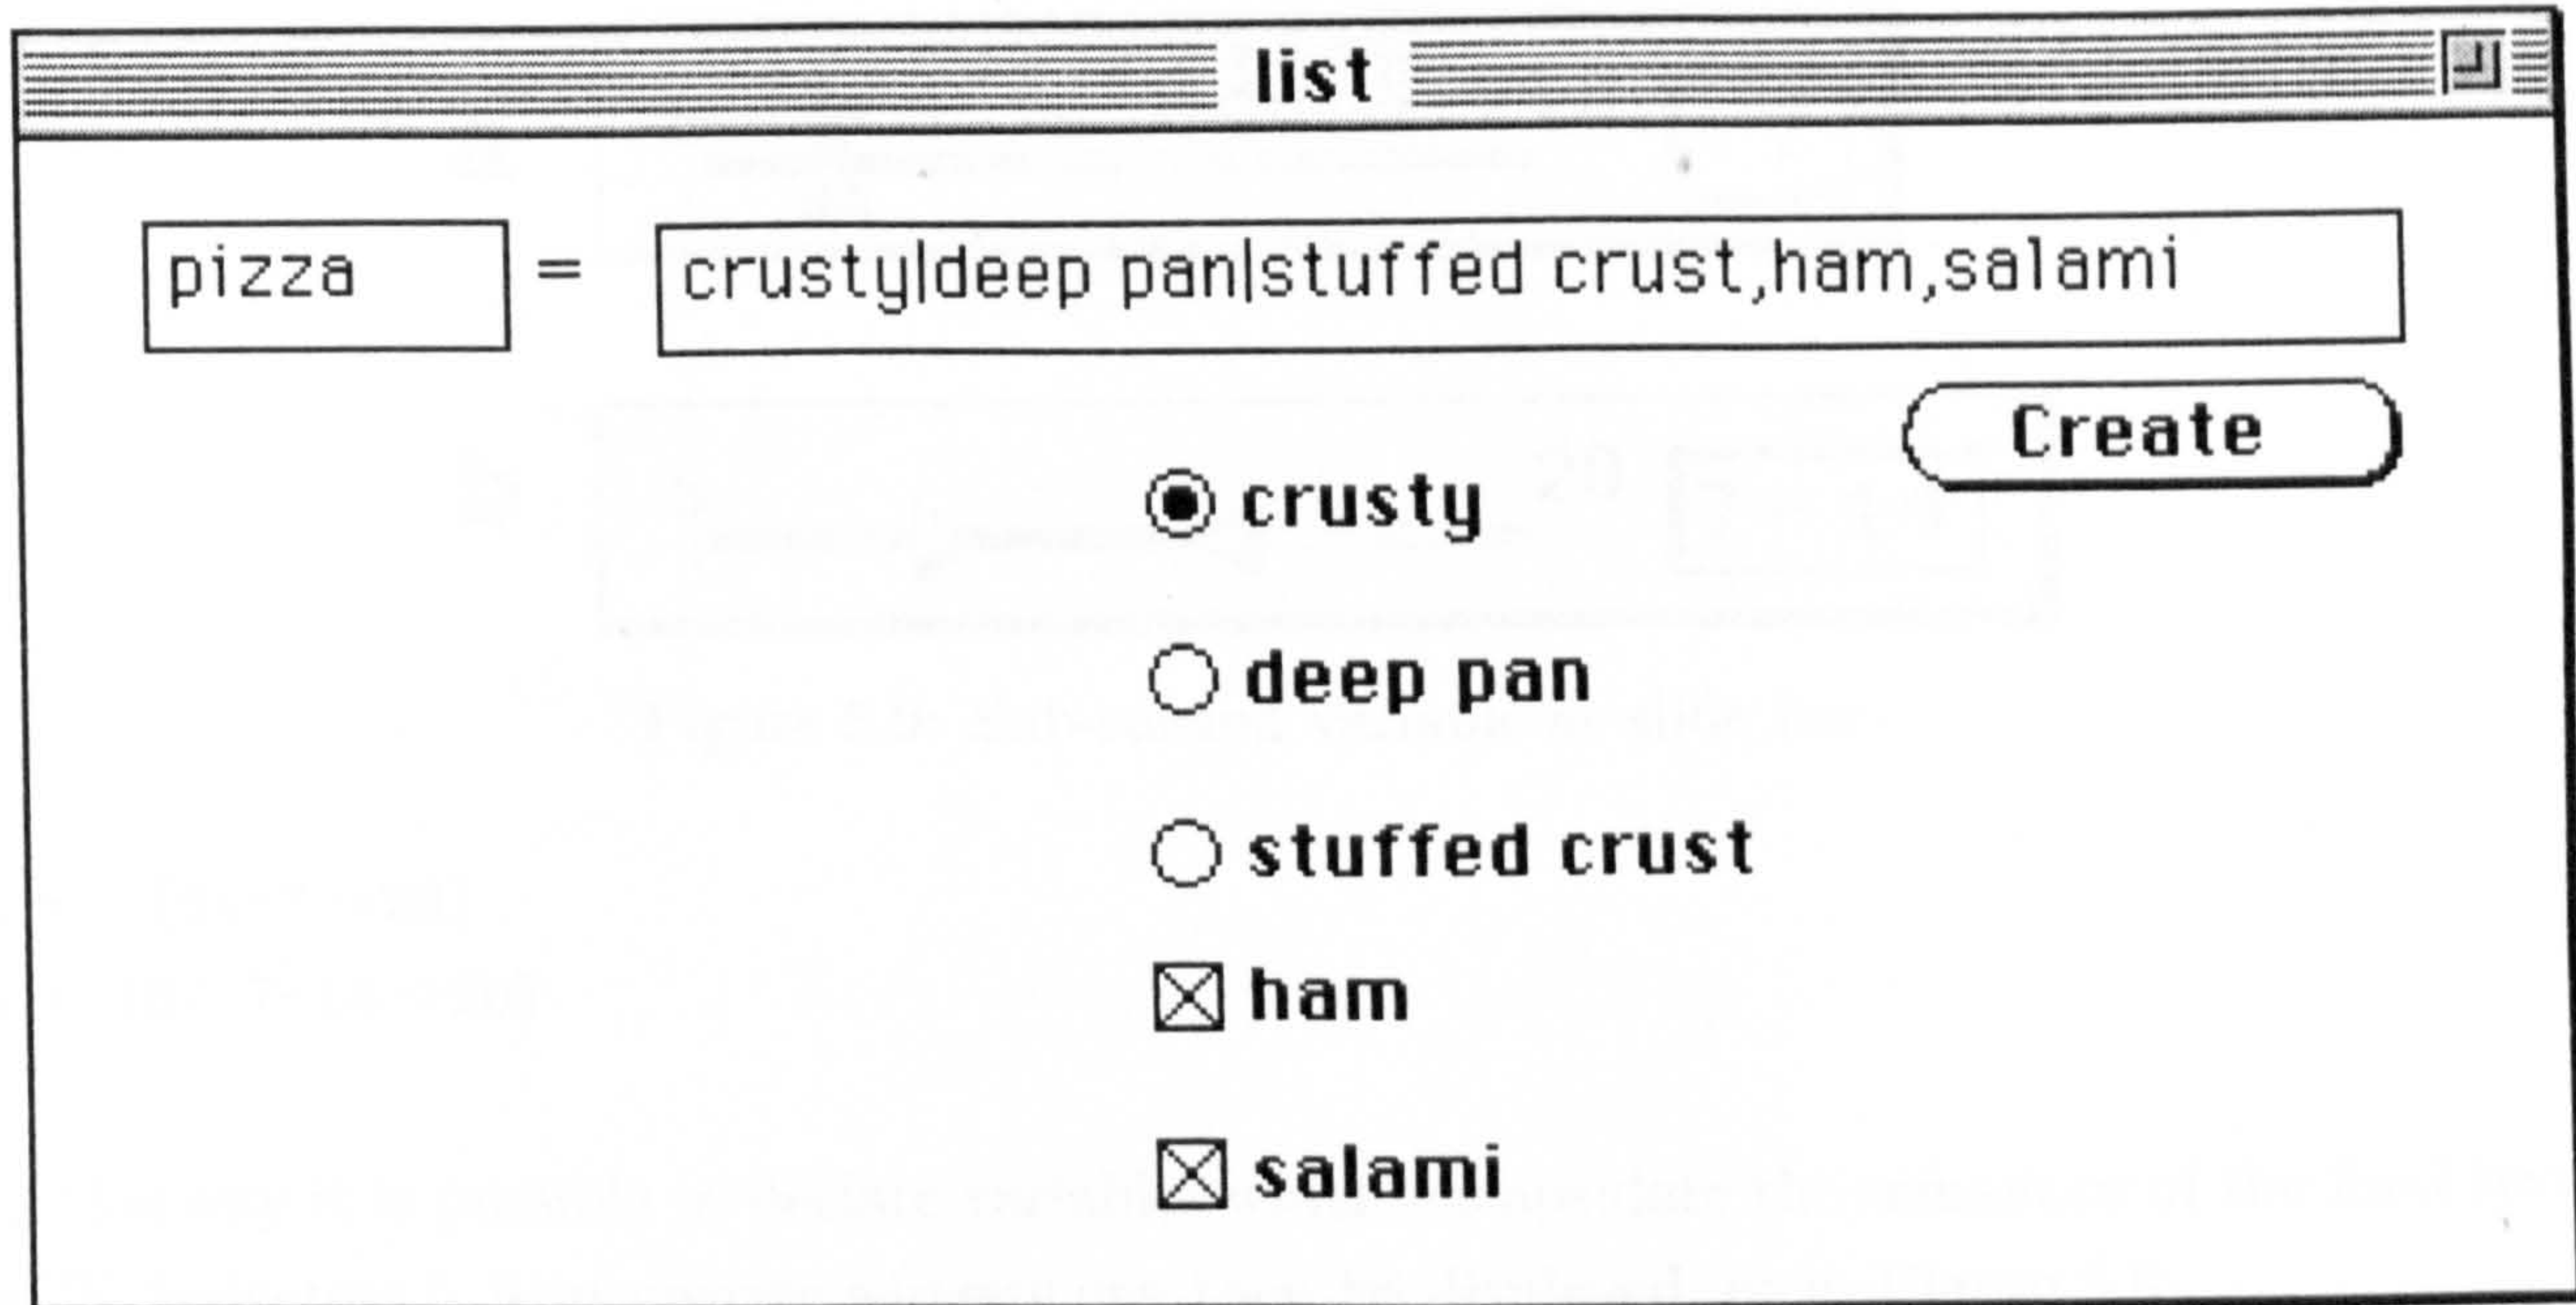 list
pizza = crusty|deep pan|stuffed crust,ham,salami
Create
crusty
deep pan
stuffed crust
ham
salami